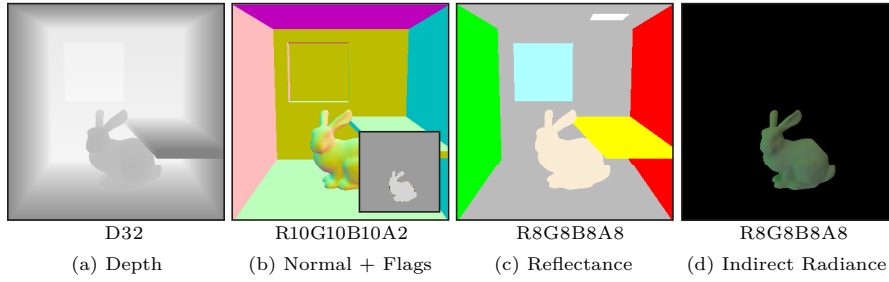 D32 R10G10B10A2 R8G8B8A8 R8G8B8A8
(a) Depth (b) Normal + Flags (c) Reflectance (d) Indirect Radiance